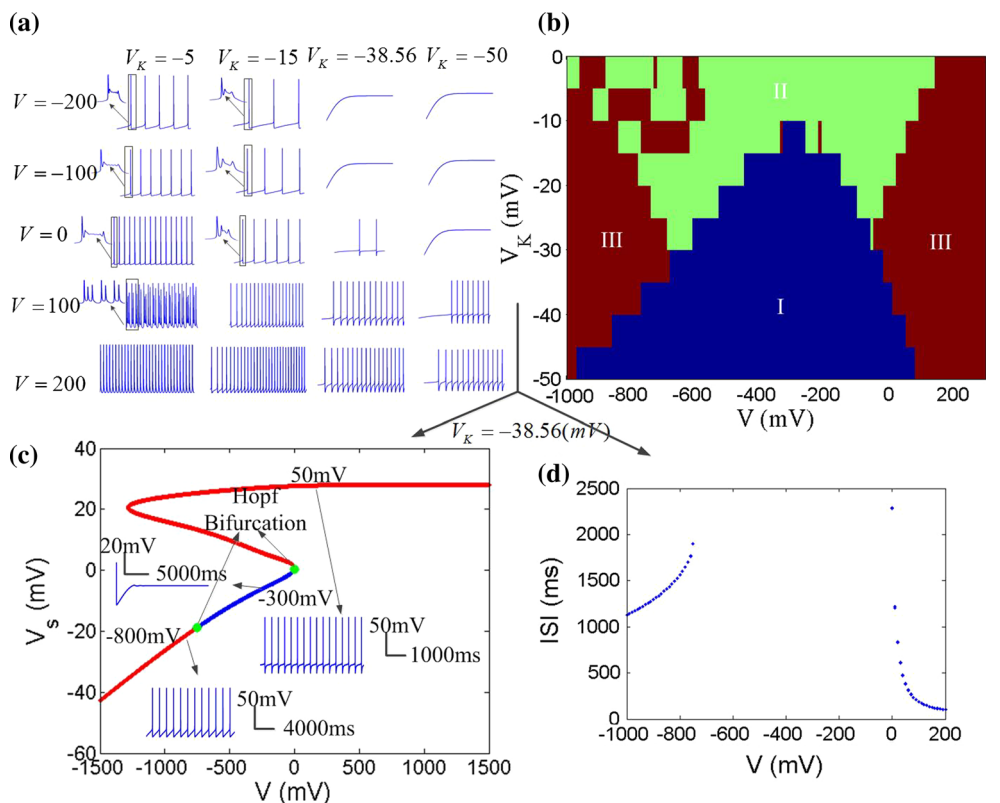 (a)
V_K = -5
V_K = -15
V_K = -38.56
V_K = -50
V = -200
V = -100
V = 0
V = 100
V = 200
(b)
0
-10
-20
-30
-40
-50
V_K (mV)
II
III
III
I
-1000
-800
-600
-400
-200
0
200
V (mV)
V_K = -38.56(mV)
(c)
40
20
0
-20
-40
-60
V_s (mV)
50mV
Hopf
Bifurcation
20mV
5000ms
-300mV
-800mV
50mV
1000ms
50mV
4000ms
-1500
-1000
-500
0
500
1000
1500
V (mV)
(d)
2500
2000
1500
1000
500
0
ISI (ms)
-1000
-800
-600
-400
-200
0
200
V (mV)